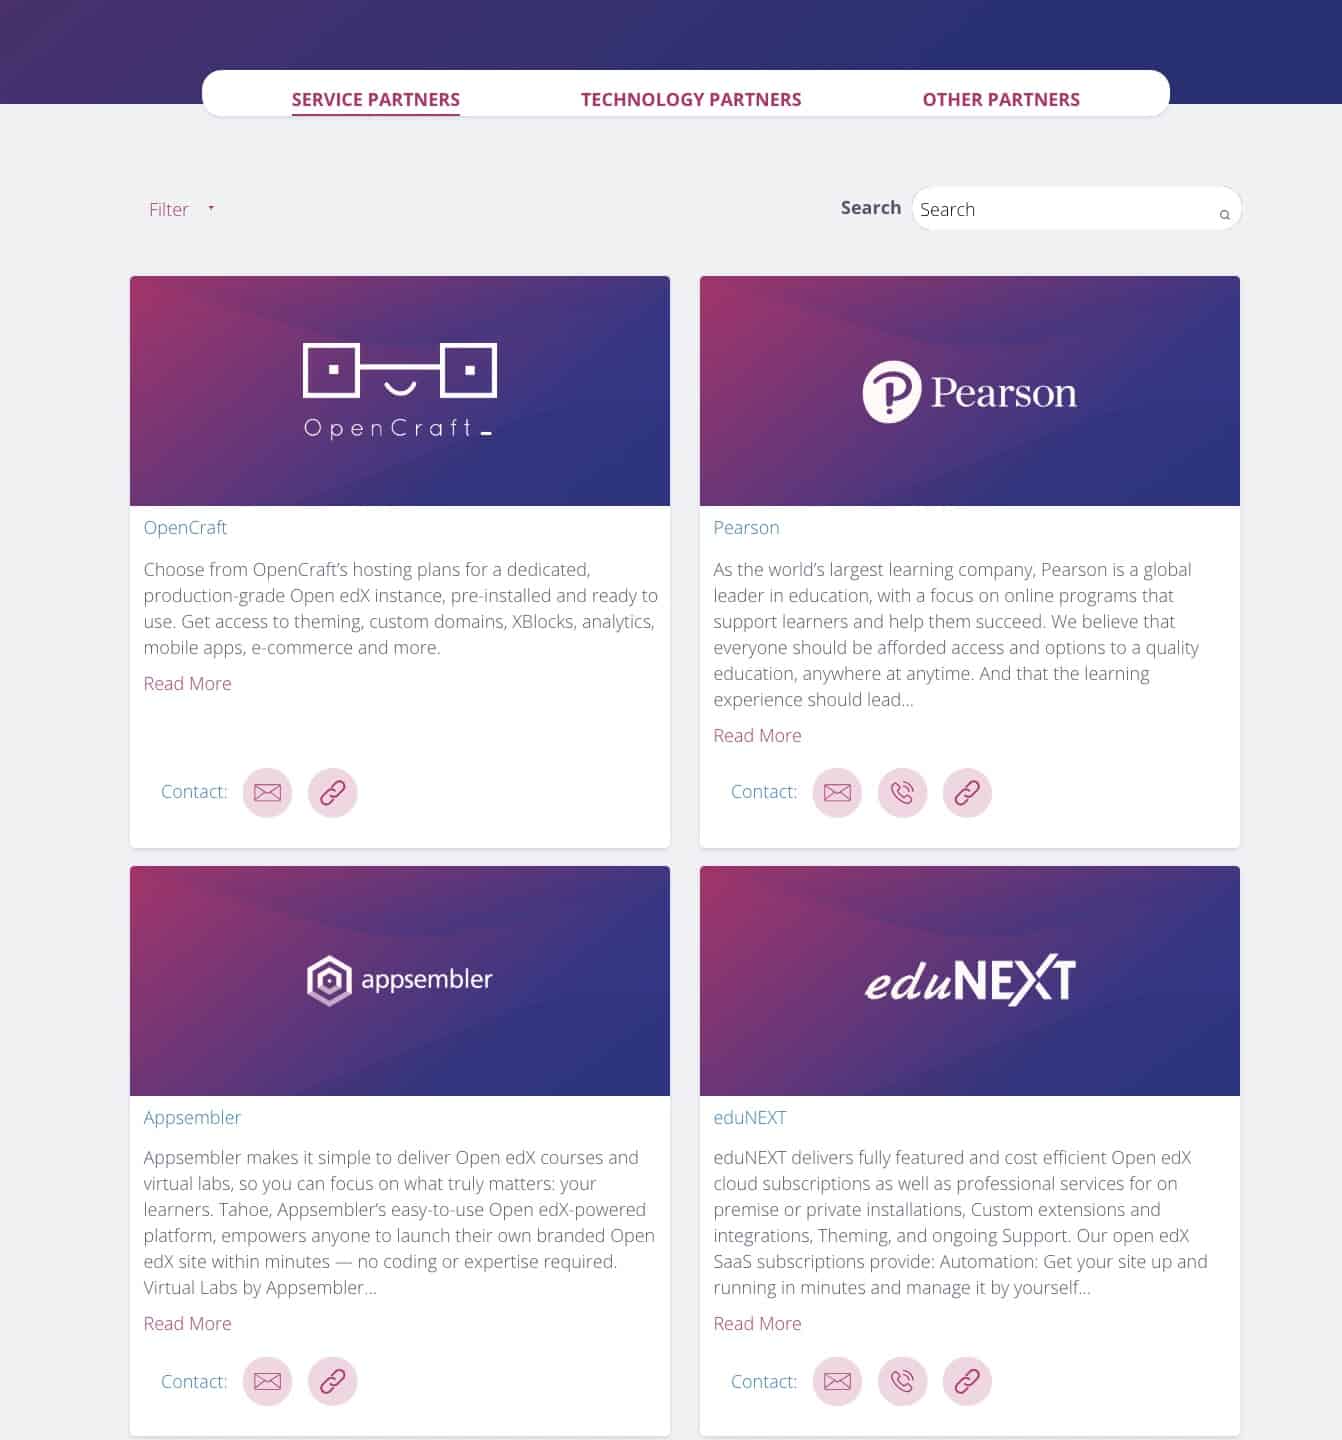 SERVICE PARTNERS TECHNOLOGY PARTNERS OTHER PARTNERS
Filter
Search Search
OpenCraft
OpenCraft
Choose from OpenCraft’s hosting plans for a dedicated,
production-grade Open edX instance, pre-installed and ready to
use. Get access to theming, custom domains, XBlocks, analytics,
mobile apps, e-commerce and more.
Read More
Contact:
Pearson
Pearson
As the world’s largest learning company, Pearson is a global
leader in education, with a focus on online programs that
support learners and help them succeed. We believe that
everyone should be afforded access and options to a quality
education, anywhere at anytime. And that the learning
experience should lead...
Read More
Contact:
appsembler
Appsembler
Appsembler makes it simple to deliver Open edX courses and
virtual labs, so you can focus on what truly matters: your
learners. Tahoe, Appsembler’s easy-to-use Open edX-powered
platform, empowers anyone to launch their own branded Open
edX site within minutes — no coding or expertise required.
Virtual Labs by Appsembler...
Read More
Contact:
eduNEXT
eduNEXT
eduNEXT delivers fully featured and cost efficient Open edX
cloud subscriptions as well as professional services for on
premise or private installations, Custom extensions and
integrations, Theming, and ongoing Support. Our open edX
SaaS subscriptions provide: Automation: Get your site up and
running in minutes and manage it by yourself...
Read More
Contact: